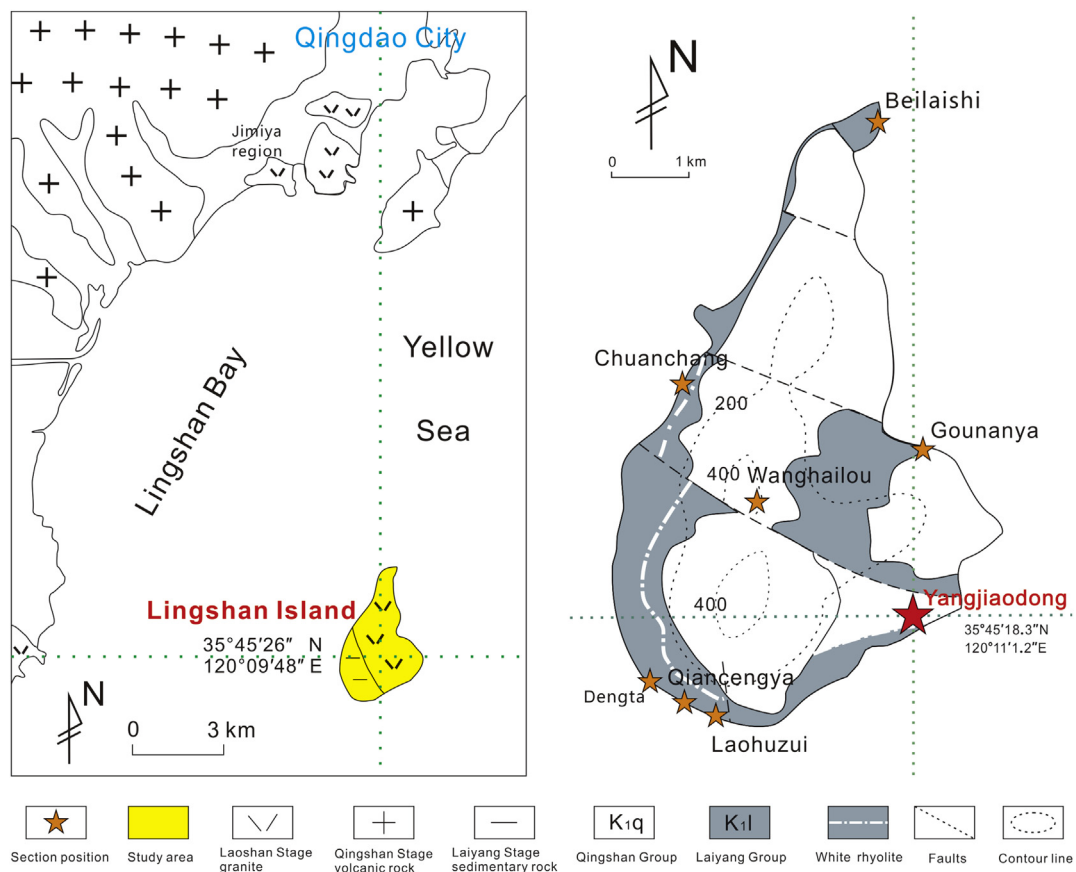 Qingdao City
Jimiya
region
Yellow
Sea
Lingshan Bay
Lingshan Island
35°45′26″ N
120°09′48″ E
N
0 3 km
N
0 1 km
Beilaishi
Chuanchang
200
Gounanya
400 Wanghailou
400
Yangjiaodong
35°45′18.3″N
120°11′1.2″E
Qiancengya
Dengta
Laohuzui
Section position
Study area
Laoshan Stage
granite
Qingshan Stage
volcanic rock
Laiyang Stage
sedimentary rock
K₁q
Qingshan Group
K₁l
Laiyang Group
White rhyolite
Faults
Contour line